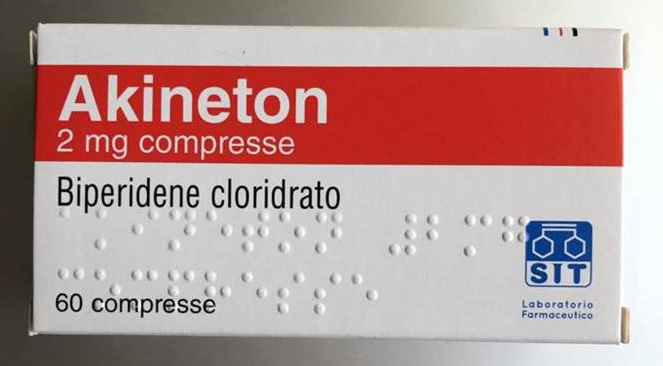 Akineton
2 mg compresse
Biperidene cloridrato
60 compresse
SIT
Laboratorio
Farmaceutico